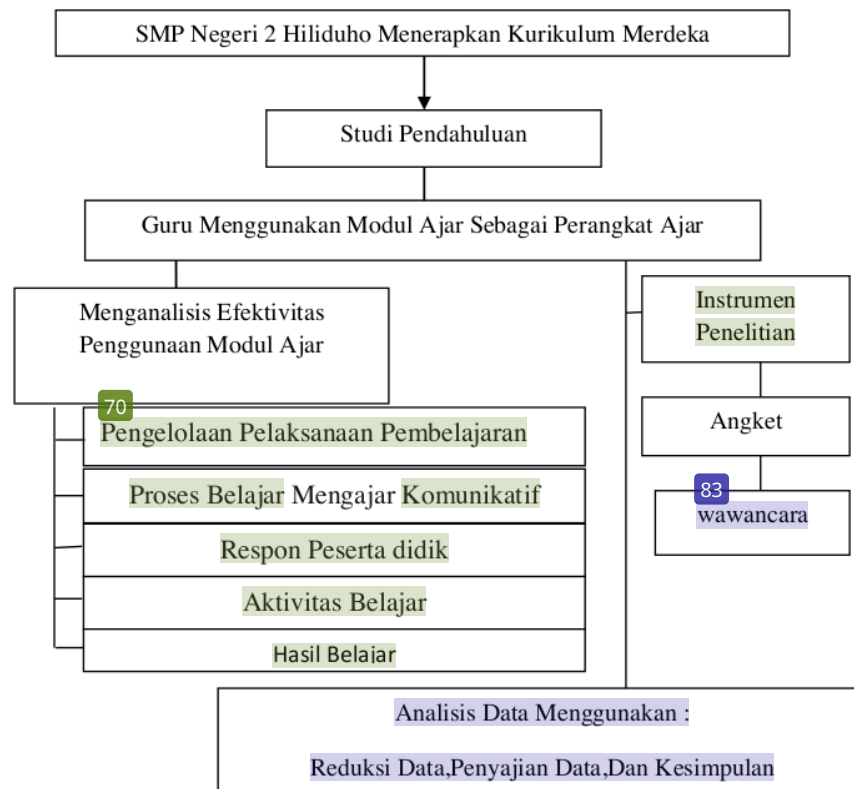 SMP Negeri 2 Hiliduho Menerapkan Kurikulum Merdeka
Studi Pendahuluan
Guru Menggunakan Modul Ajar Sebagai Perangkat Ajar
Menganalisis Efektivitas
Penggunaan Modul Ajar
70
Pengelolaan Pelaksanaan Pembelajaran
Proses Belajar Mengajar Komunikatif
Respon Peserta didik
Aktivitas Belajar
Hasil Belajar
Instrumen
Penelitian
Angket
83
wawancara
Analisis Data Menggunakan :
Reduksi Data,Penyajian Data,Dan Kesimpulan